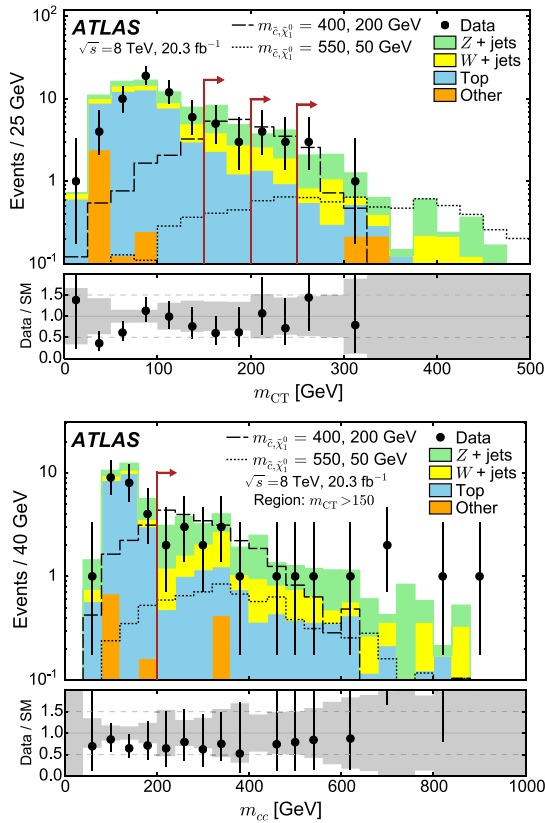 ATLAS
√s = 8 TeV, 20.3 fb⁻¹
m_{c̃,χ̃₁⁰} = 400, 200 GeV
m_{c̃,χ̃₁⁰} = 550, 50 GeV
Data
Z + jets
W + jets
Top
Other
Events / 25 GeV
10
1
10⁻¹
Data / SM
1.5
1.0
0.5
0.0
0 100 200 300 400 500
m_CT [GeV]
ATLAS
m_{c̃,χ̃₁⁰} = 400, 200 GeV
m_{c̃,χ̃₁⁰} = 550, 50 GeV
√s = 8 TeV, 20.3 fb⁻¹
Region: m_CT > 150
Data
Z + jets
W + jets
Top
Other
Events / 40 GeV
10
1
10⁻¹
Data / SM
1.5
1.0
0.5
0.0
0 200 400 600 800 1000
m_cc [GeV]